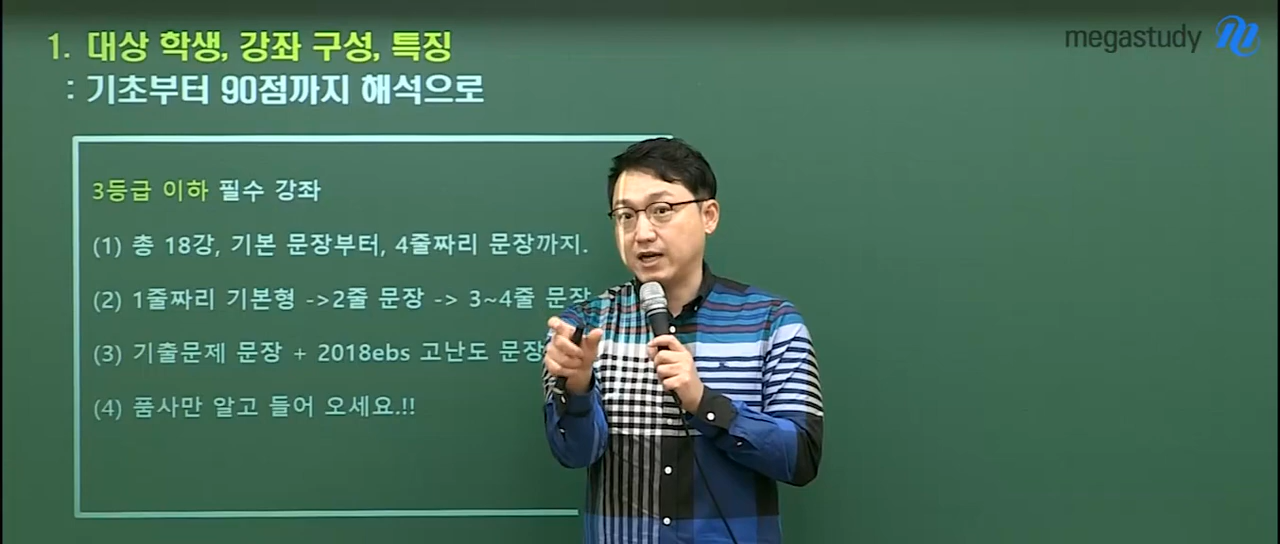 1. 대상 학생, 강좌 구성, 특징
: 기초부터 90점까지 해석으로
megastudy
3등급 이하 필수 강좌
(1) 총 18강, 기본 문장부터, 4줄짜리 문장까지.
(2) 1줄짜리 기본형 ->2줄 문장 -> 3~4줄 문장
(3) 기출문제 문장 + 2018ebs 고난도 문장
(4) 품사만 알고 들어 오세요.!!